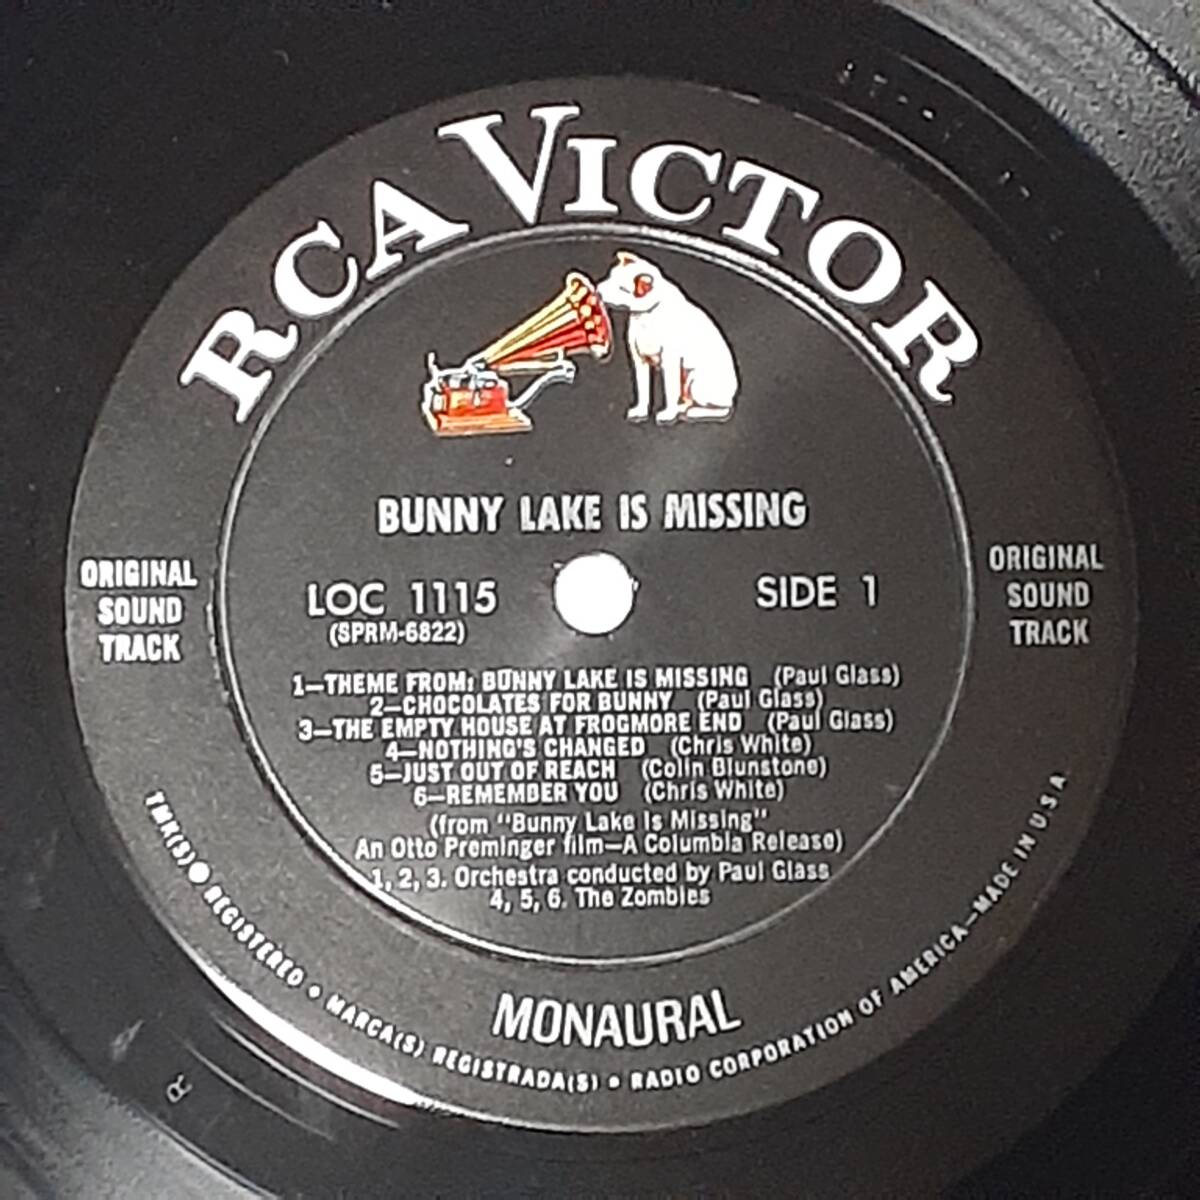 RCA VICTOR
BUNNY LAKE IS MISSING
ORIGINAL
SOUND
TRACK
LOC 1115
(SPRM-6822)
SIDE 1
ORIGINAL
SOUND
TRACK
1—THEME FROM: BUNNY LAKE IS MISSING (Paul Glass)
2—CHOCOLATES FOR BUNNY (Paul Glass)
3—THE EMPTY HOUSE AT FROGMORE END (Paul Glass)
4—NOTHING'S CHANGED (Chris White)
5—JUST OUT OF REACH (Colin Blunstone)
6—REMEMBER YOU (Chris White)
(from "Bunny Lake Is Missing"
An Otto Preminger film—A Columbia Release)
1, 2, 3. Orchestra conducted by Paul Glass
4, 5, 6. The Zombies
MONAURAL
TMK(S) ● REGISTERED • MARCA(S) REGISTRADA(S) • RADIO CORPORATION OF AMERICA—MADE IN U.S.A
R